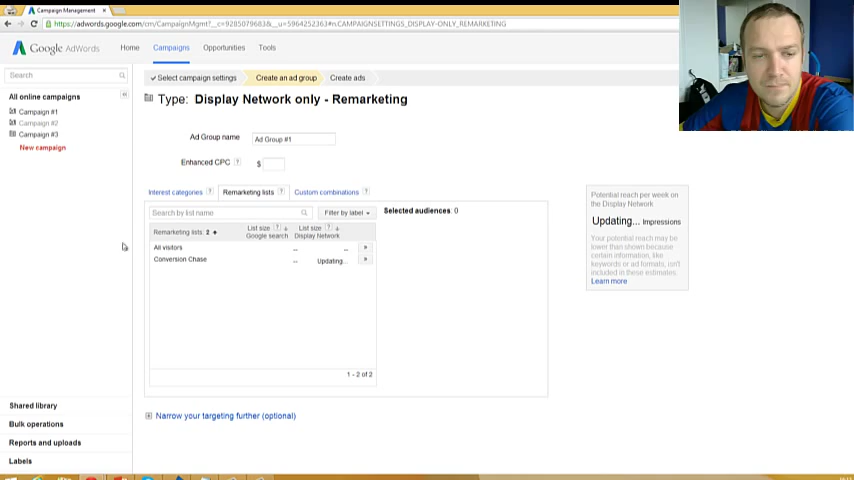 Campaign Management
https://adwords.google.com/cm/CampaignMgmt?__c=9285079683&__u=5964252363#n.CAMPAIGNSETTINGS_DISPLAY-ONLY_REMARKETING
Google AdWords
Home Campaigns Opportunities Tools
Search
Select campaign settings
Create an ad group
Create ads
All online campaigns
Campaign #1
Campaign #2
Campaign #3
New campaign
Type: Display Network only - Remarketing
Ad Group name ? Ad Group #1
Enhanced CPC ? $
Interest categories ? Remarketing lists ? Custom combinations ?
Search by list name
Filter by label
Selected audiences: 0
Remarketing lists: 2
List size ?
Google search
List size ?
Display Network
All visitors -- -- »
Conversion Chase -- Updating... »
1 - 2 of 2
Potential reach per week on
the Display Network
Updating... Impressions
Your potential reach may be
lower than shown because
certain information, like
keywords or ad formats, isn't
included in these estimates.
Learn more
Narrow your targeting further (optional)
Shared library
Bulk operations
Reports and uploads
Labels